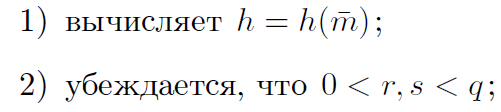 1) вычисляет h = h(m̄);
2) убеждается, что 0 < r, s < q;